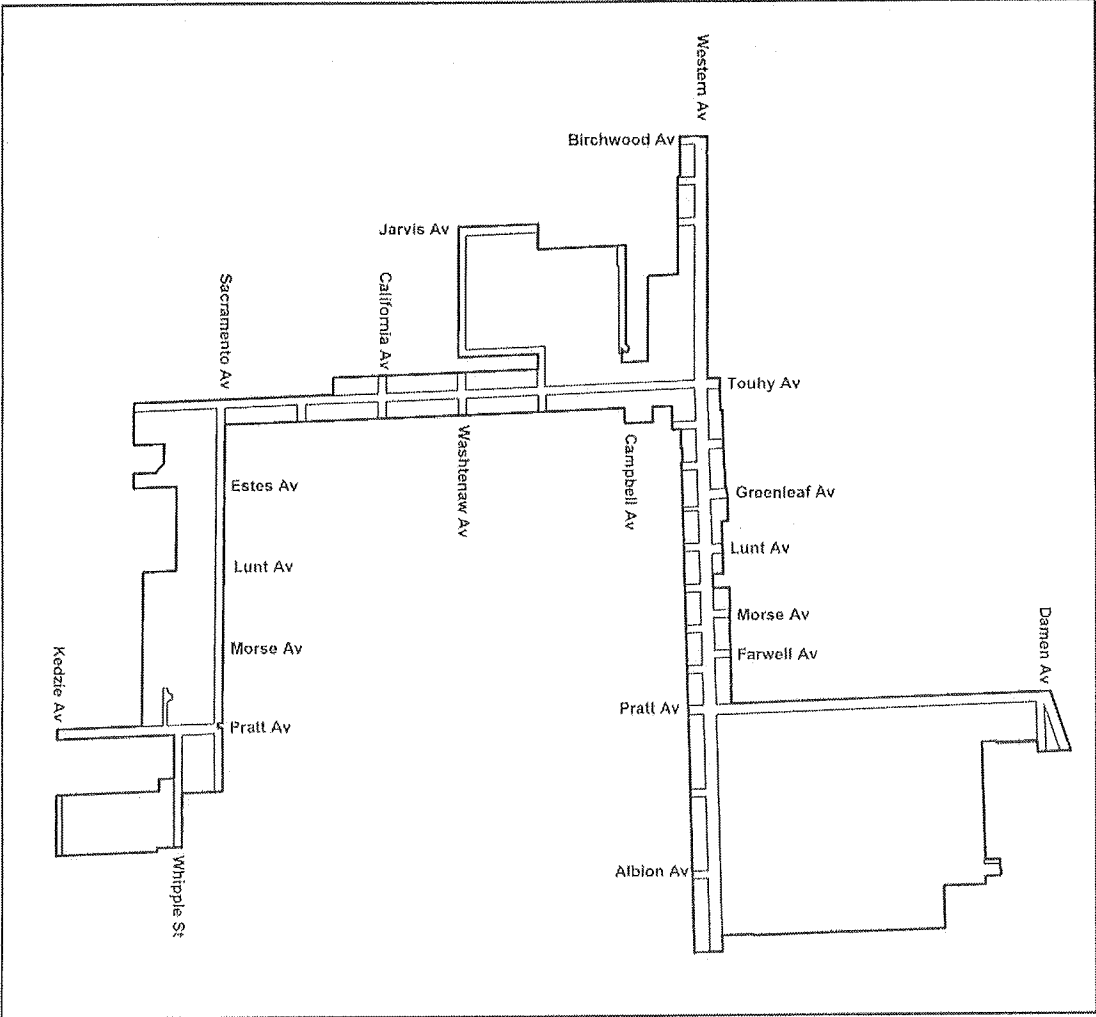 Western Av
Birchwood Av
Jarvis Av
Sacramento Av
California Av
Touhy Av
Washtenaw Av
Campbell Av
Estes Av
Greenleaf Av
Lunt Av
Lunt Av
Morse Av
Damen Av
Morse Av
Farwell Av
Kedzie Av
Pratt Av
Pratt Av
Whipple St
Albion Av